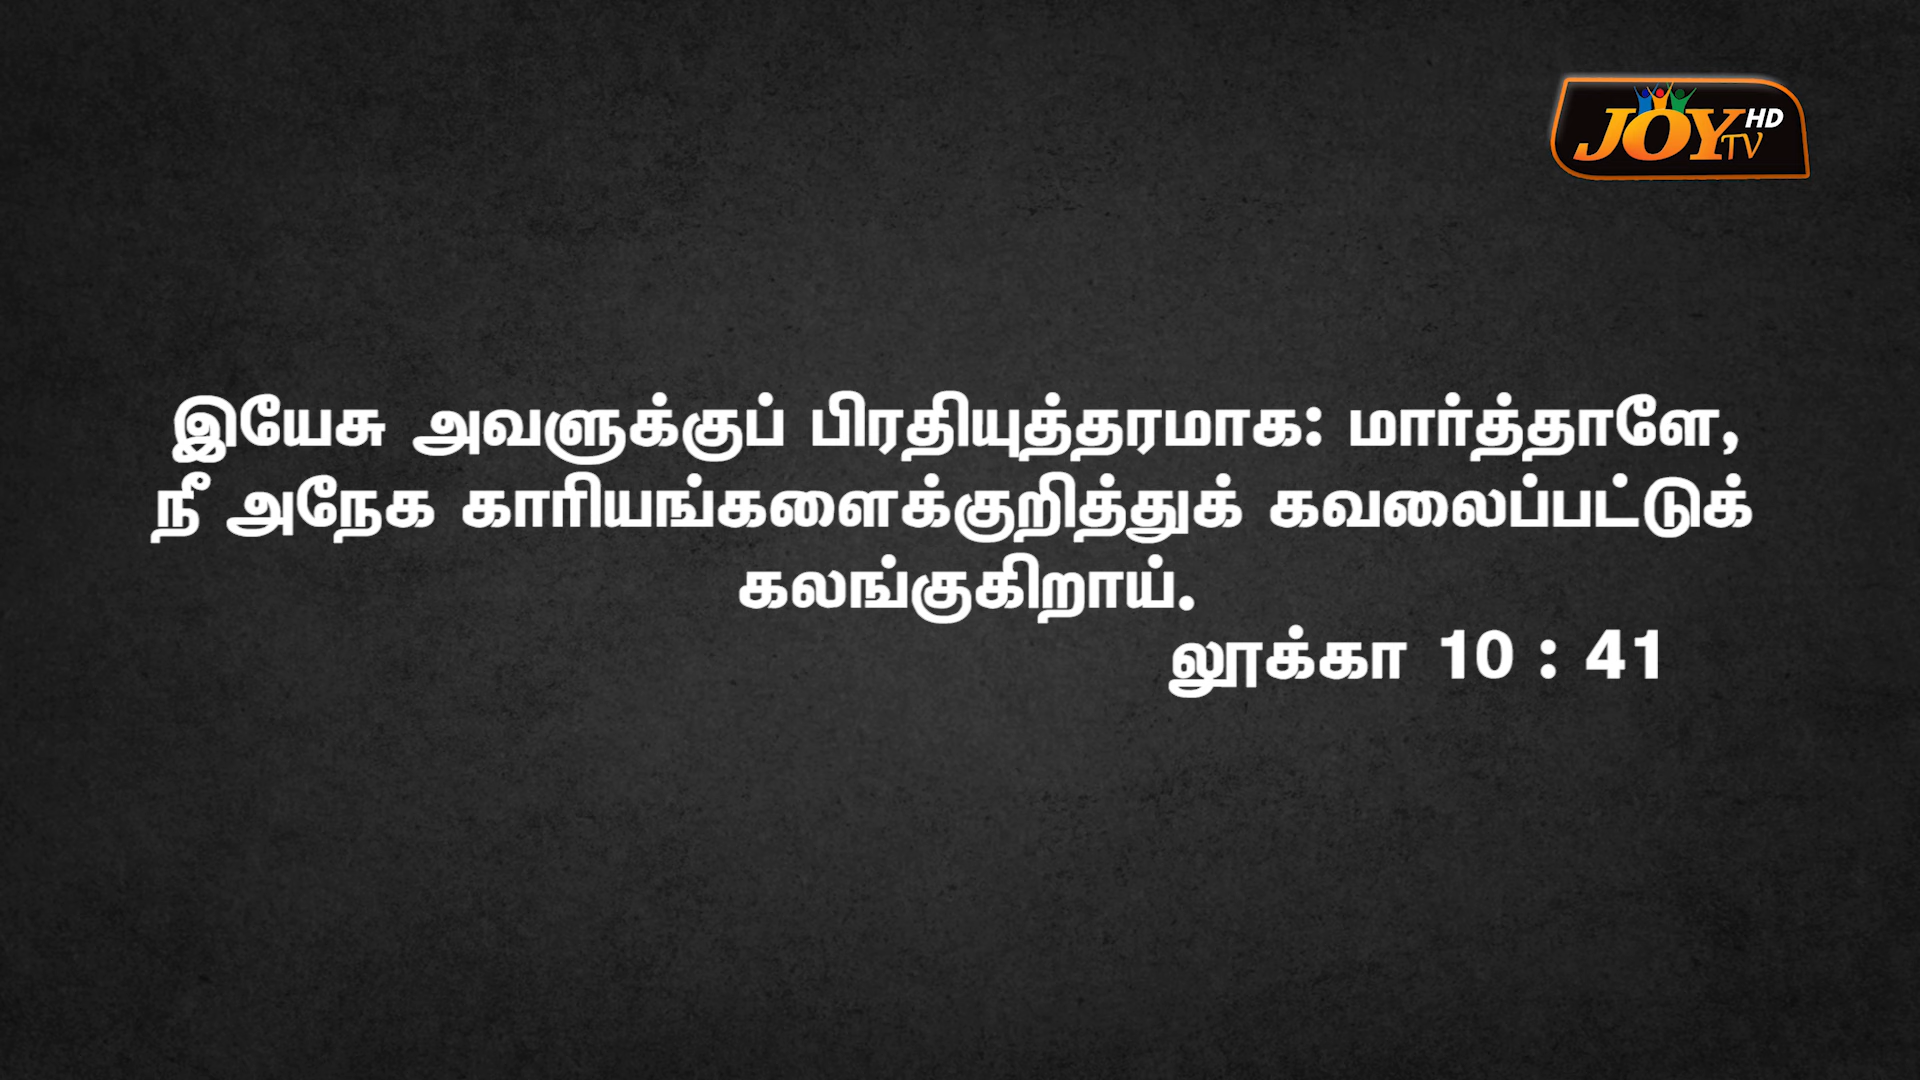 JOY HD TV
இயேசு அவளுக்குப் பிரதியுத்தரமாக: மார்த்தாளே,
நீ அநேக காரியங்களைக்குறித்துக் கவலைப்பட்டுக்
கலங்குகிறாய்.
லூக்கா 10 : 41